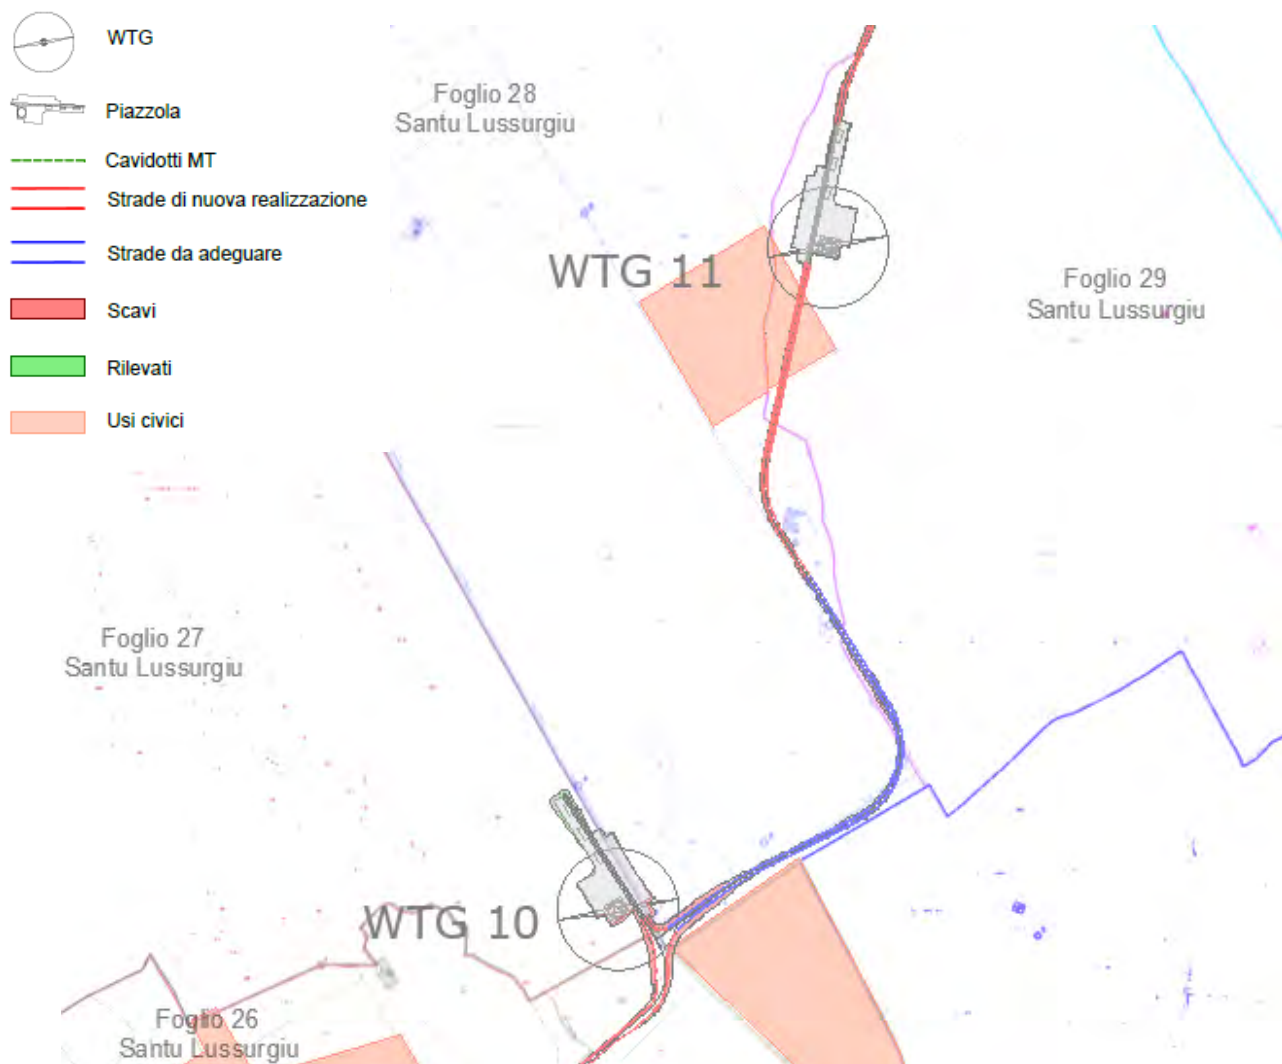 WTG
Piazzola
Cavidotti MT
Strade di nuova realizzazione
Strade da adeguare
Scavi
Rilevati
Usi civici
Foglio 28
Santu Lussurgiu
WTG 11
Foglio 29
Santu Lussurgiu
Foglio 27
Santu Lussurgiu
WTG 10
Foglio 26
Santu Lussurgiu